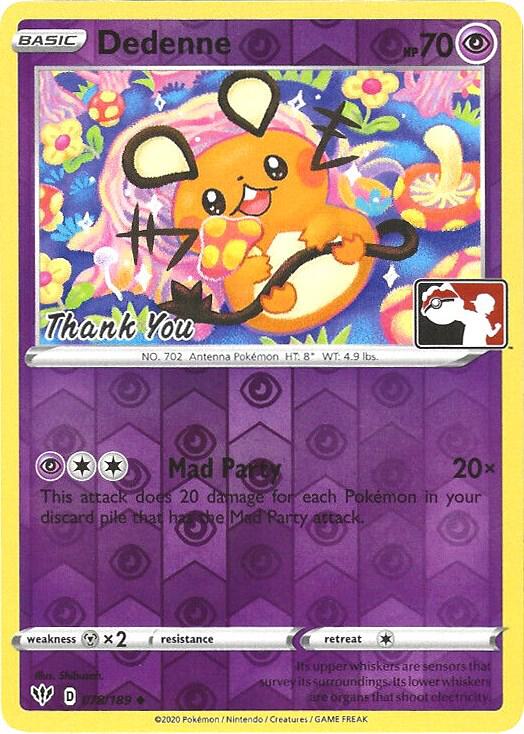 BASIC Dedenne HP 70
Thank You
NO. 702 Antenna Pokémon HT: 8" WT: 4.9 lbs.
Mad Party 20×
This attack does 20 damage for each Pokémon in your
discard pile that has the Mad Party attack.
weakness ×2 resistance retreat
Illus. Shibuzoh.
Its upper whiskers are sensors that
survey its surroundings. Its lower whiskers
are organs that shoot electricity.
D 078/189
©2020 Pokémon / Nintendo / Creatures / GAME FREAK